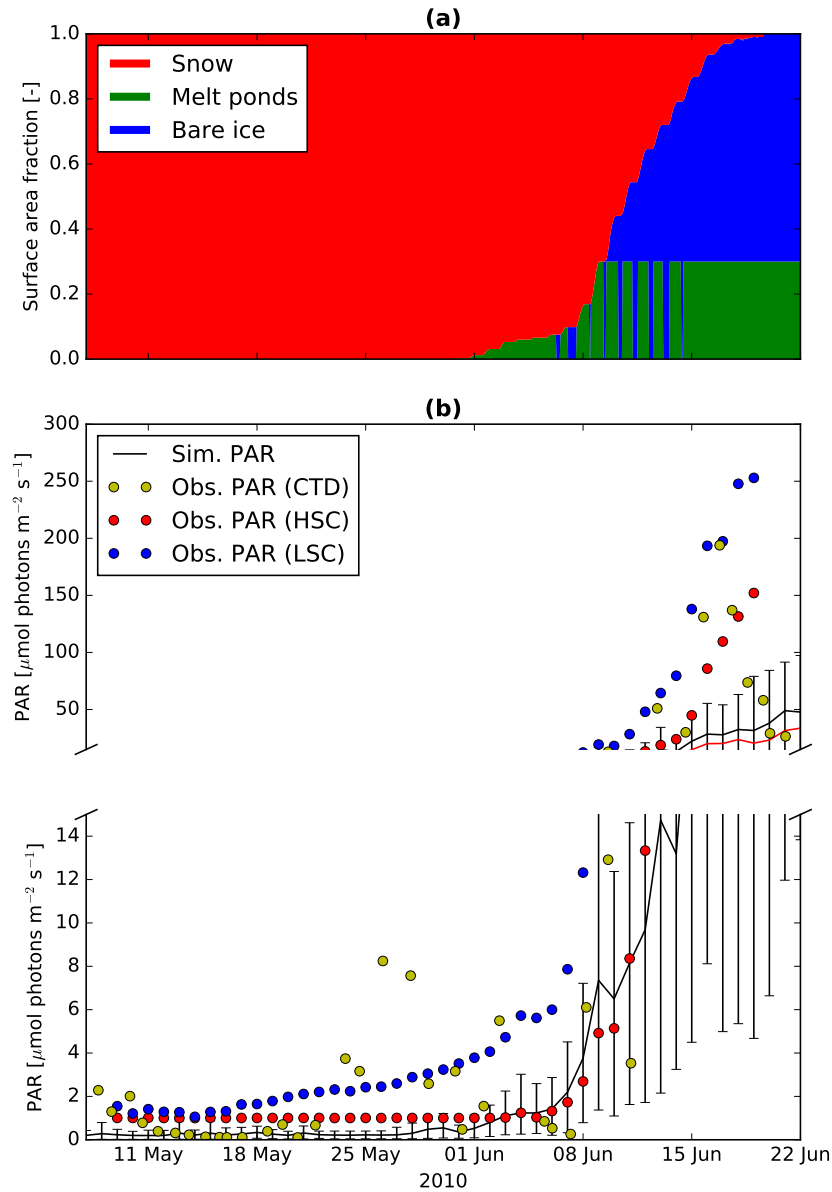 (a)
Surface area fraction [-]
1.0
0.8
0.6
0.4
0.2
0.0
Snow
Melt ponds
Bare ice
(b)
PAR [μmol photons m⁻² s⁻¹]
300
250
200
150
100
50
Sim. PAR
Obs. PAR (CTD)
Obs. PAR (HSC)
Obs. PAR (LSC)
PAR [μmol photons m⁻² s⁻¹]
14
12
10
8
6
4
2
0
11 May 18 May 25 May 01 Jun 08 Jun 15 Jun 22 Jun
2010